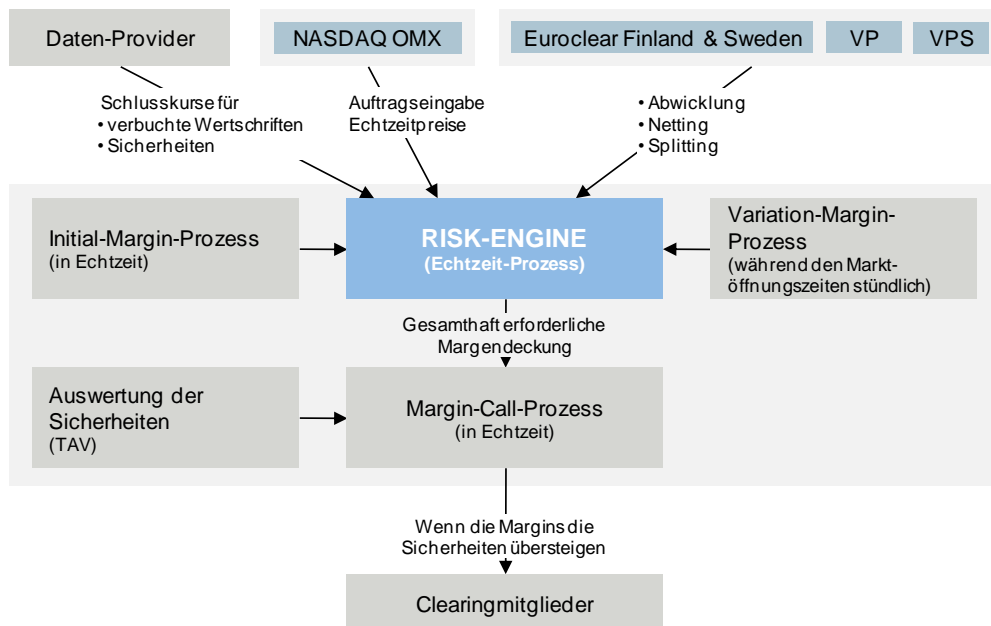 Daten-Provider
NASDAQ OMX
Euroclear Finland & Sweden
VP
VPS
Schlusskurse für
• verbuchte Wertschriften
• Sicherheiten
Auftragseingabe
Echtzeitpreise
• Abwicklung
• Netting
• Splitting
Initial-Margin-Prozess
(in Echtzeit)
RISK-ENGINE
(Echtzeit-Prozess)
Variation-Margin-
Prozess
(während den Markt-
öffnungszeiten stündlich)
Gesamthaft erforderliche
Margendeckung
Auswertung der
Sicherheiten
(TAV)
Margin-Call-Prozess
(in Echtzeit)
Wenn die Margins die
Sicherheiten übersteigen
Clearingmitglieder